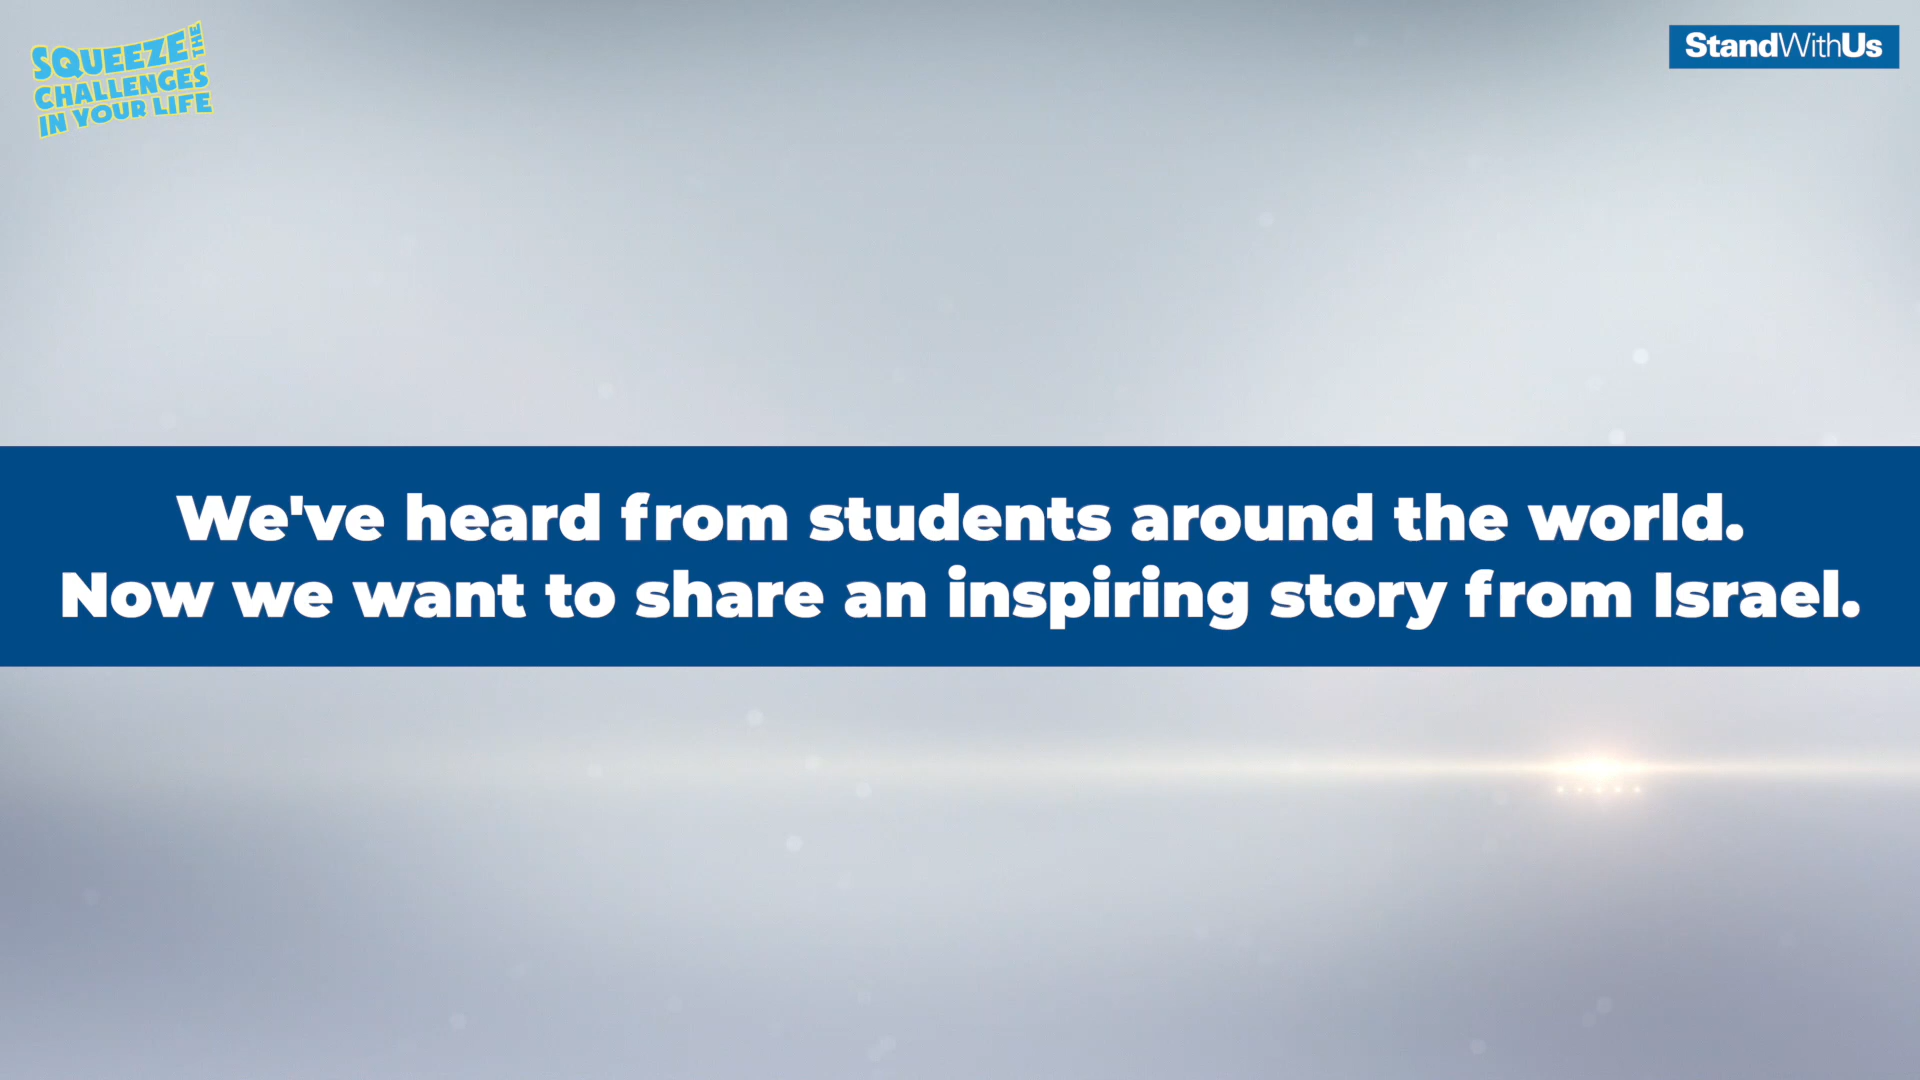 SQUEEZE THE
CHALLENGES
IN YOUR LIFE
StandWithUs
We've heard from students around the world.
Now we want to share an inspiring story from Israel.